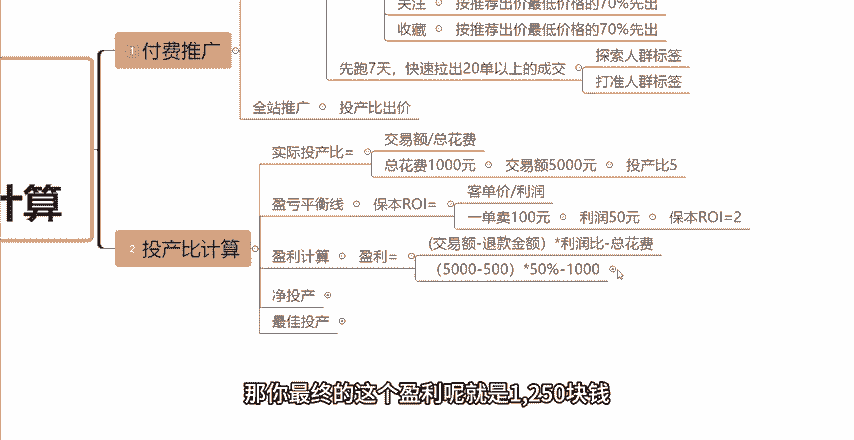 关注 按推荐出价最低价格的70%先出
收藏 按推荐出价最低价格的70%先出
1 付费推广
先跑7天，快速拉出20单以上的成交
探索人群标签
打准人群标签
全站推广 投产比出价
计算
2 投产比计算
实际投产比=
交易额/总花费
总花费1000元 交易额5000元 投产比5
盈亏平衡线 保本ROI=
客单价/利润
一单卖100元 利润50元 保本ROI=2
盈利计算 盈利=
（交易额-退款金额）*利润比-总花费
（5000-500）*50%-1000
净投产
最佳投产
那你最终的这个盈利呢就是1,250块钱